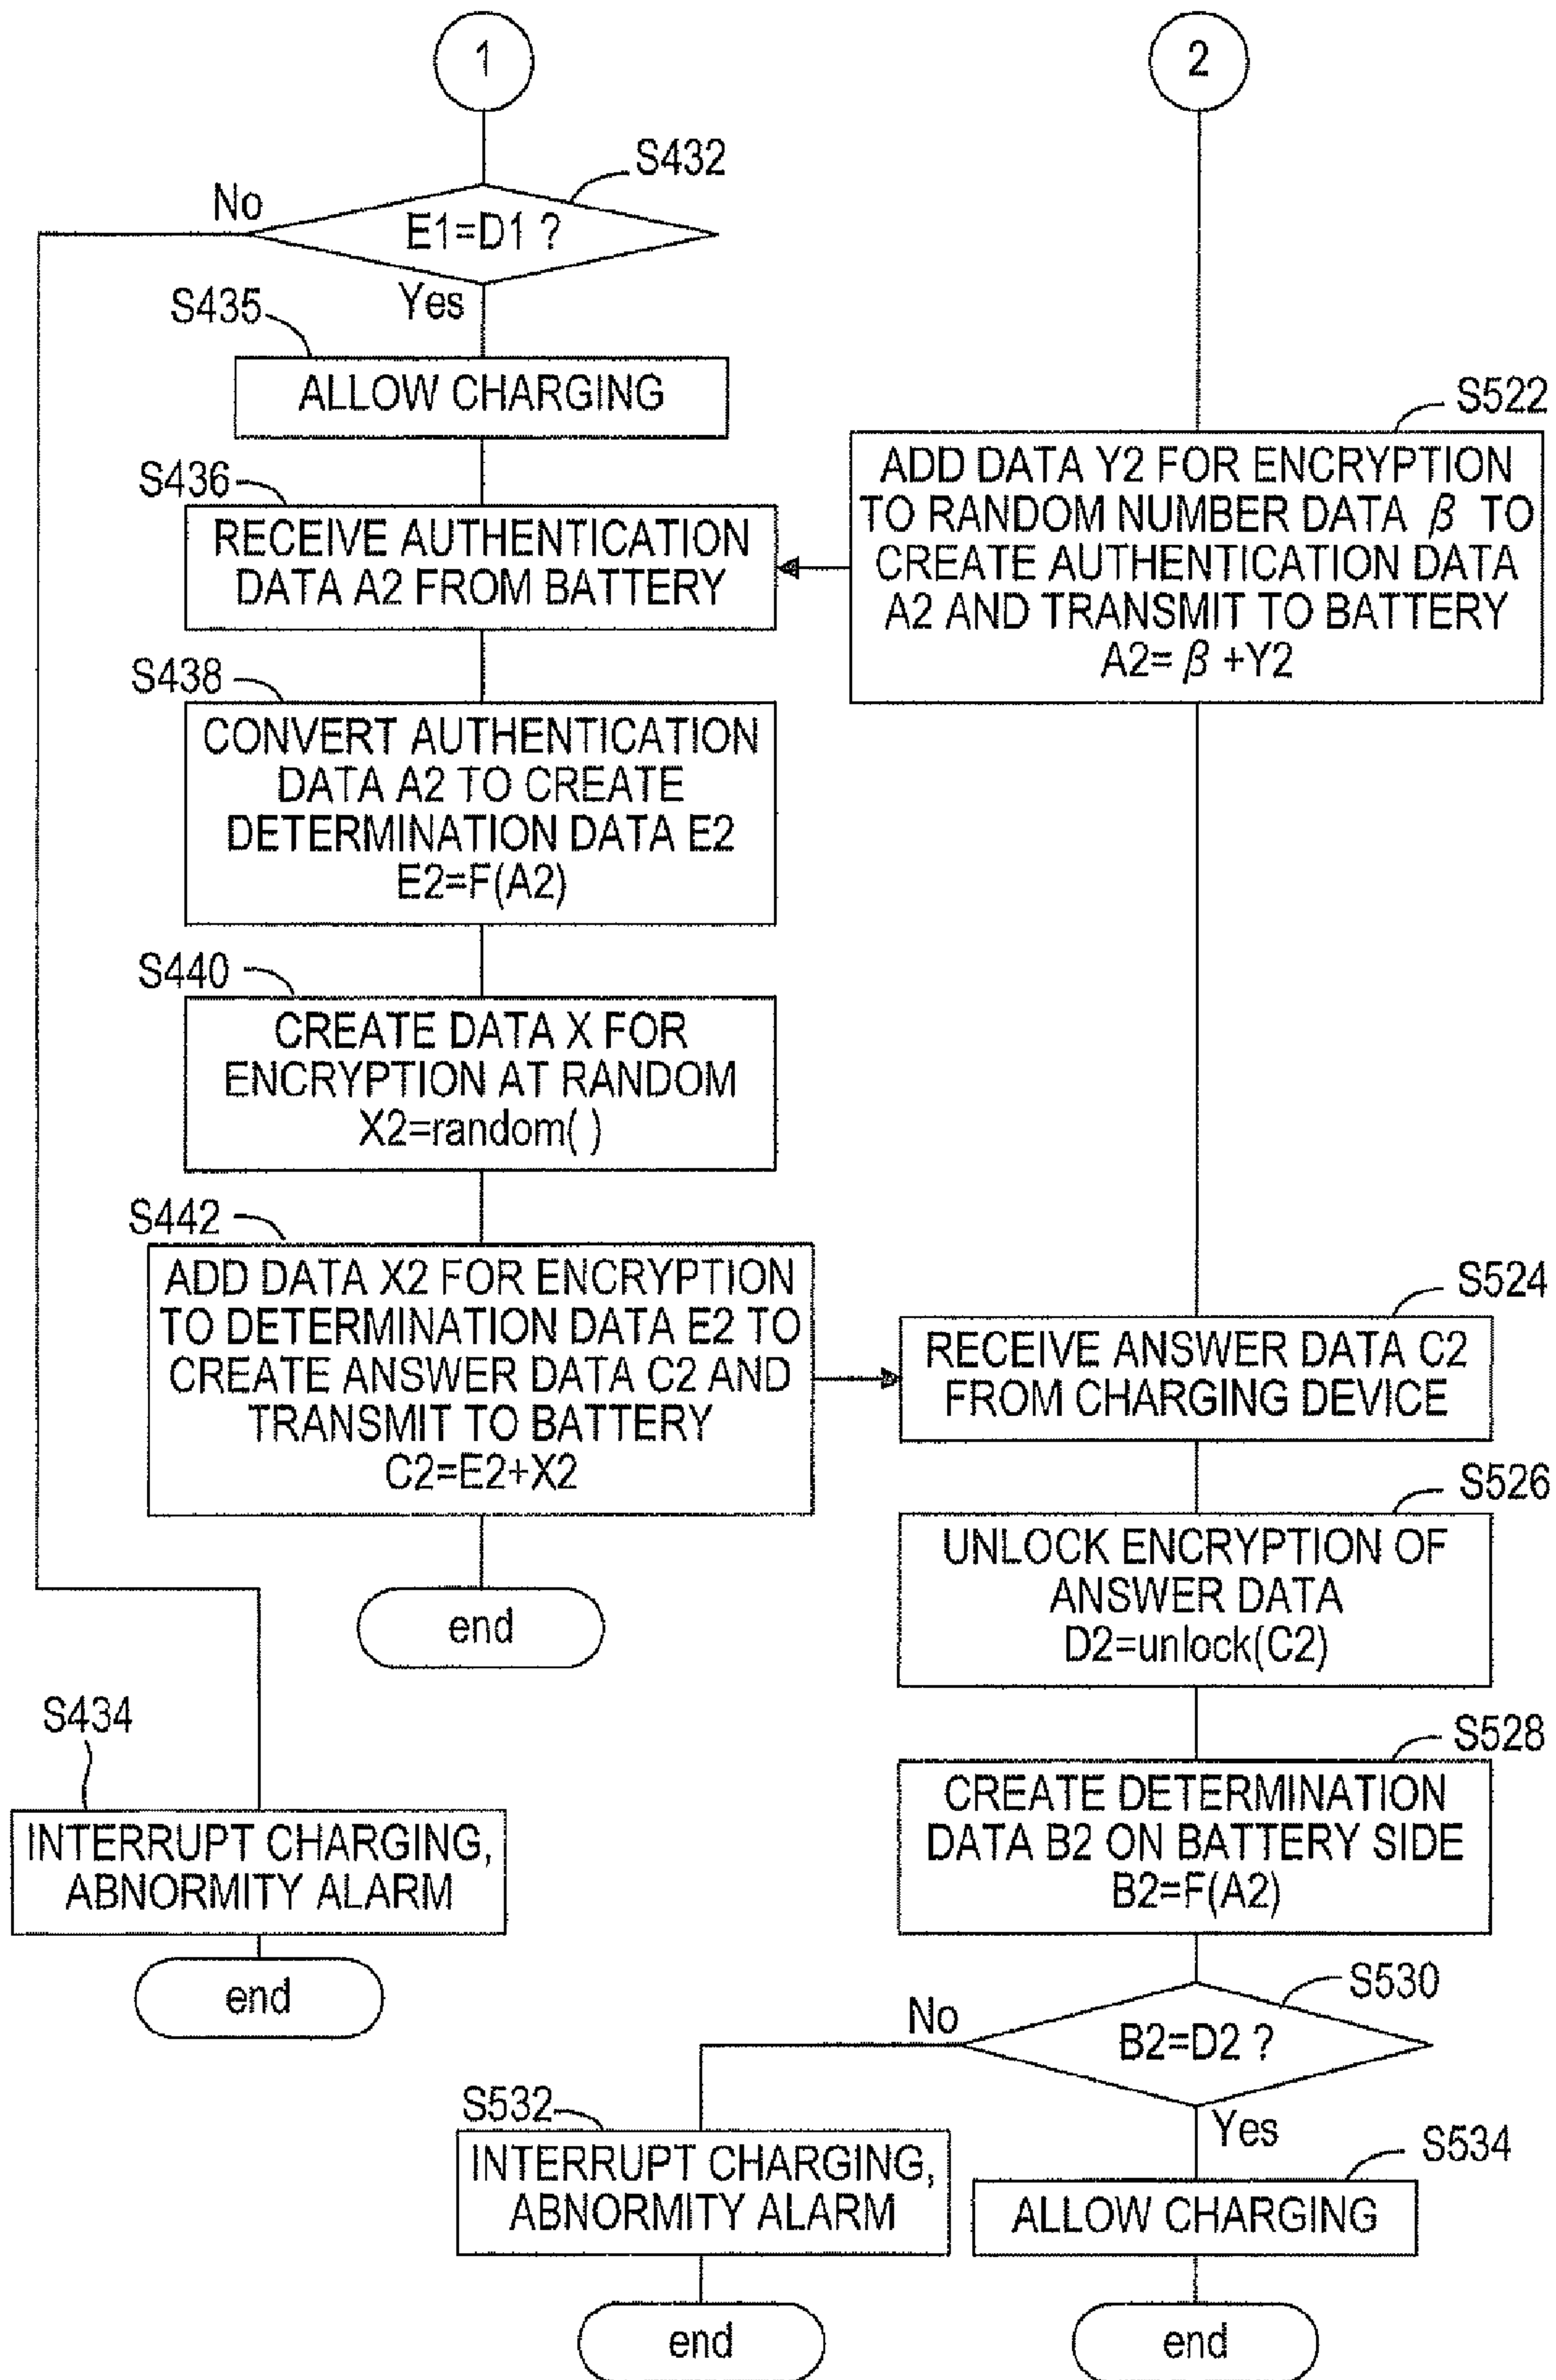 1
2
S432
No
E1=D1 ?
Yes
S435
ALLOW CHARGING
S436
RECEIVE AUTHENTICATION
DATA A2 FROM BATTERY
S522
ADD DATA Y2 FOR ENCRYPTION
TO RANDOM NUMBER DATA β TO
CREATE AUTHENTICATION DATA
A2 AND TRANSMIT TO BATTERY
A2= β +Y2
S438
CONVERT AUTHENTICATION
DATA A2 TO CREATE
DETERMINATION DATA E2
E2=F(A2)
S440
CREATE DATA X FOR
ENCRYPTION AT RANDOM
X2=random( )
S442
ADD DATA X2 FOR ENCRYPTION
TO DETERMINATION DATA E2 TO
CREATE ANSWER DATA C2 AND
TRANSMIT TO BATTERY
C2=E2+X2
end
S524
RECEIVE ANSWER DATA C2
FROM CHARGING DEVICE
S526
UNLOCK ENCRYPTION OF
ANSWER DATA
D2=unlock(C2)
S434
INTERRUPT CHARGING,
ABNORMITY ALARM
end
S528
CREATE DETERMINATION
DATA B2 ON BATTERY SIDE
B2=F(A2)
S530
No
B2=D2 ?
Yes
S532
INTERRUPT CHARGING,
ABNORMITY ALARM
end
S534
ALLOW CHARGING
end